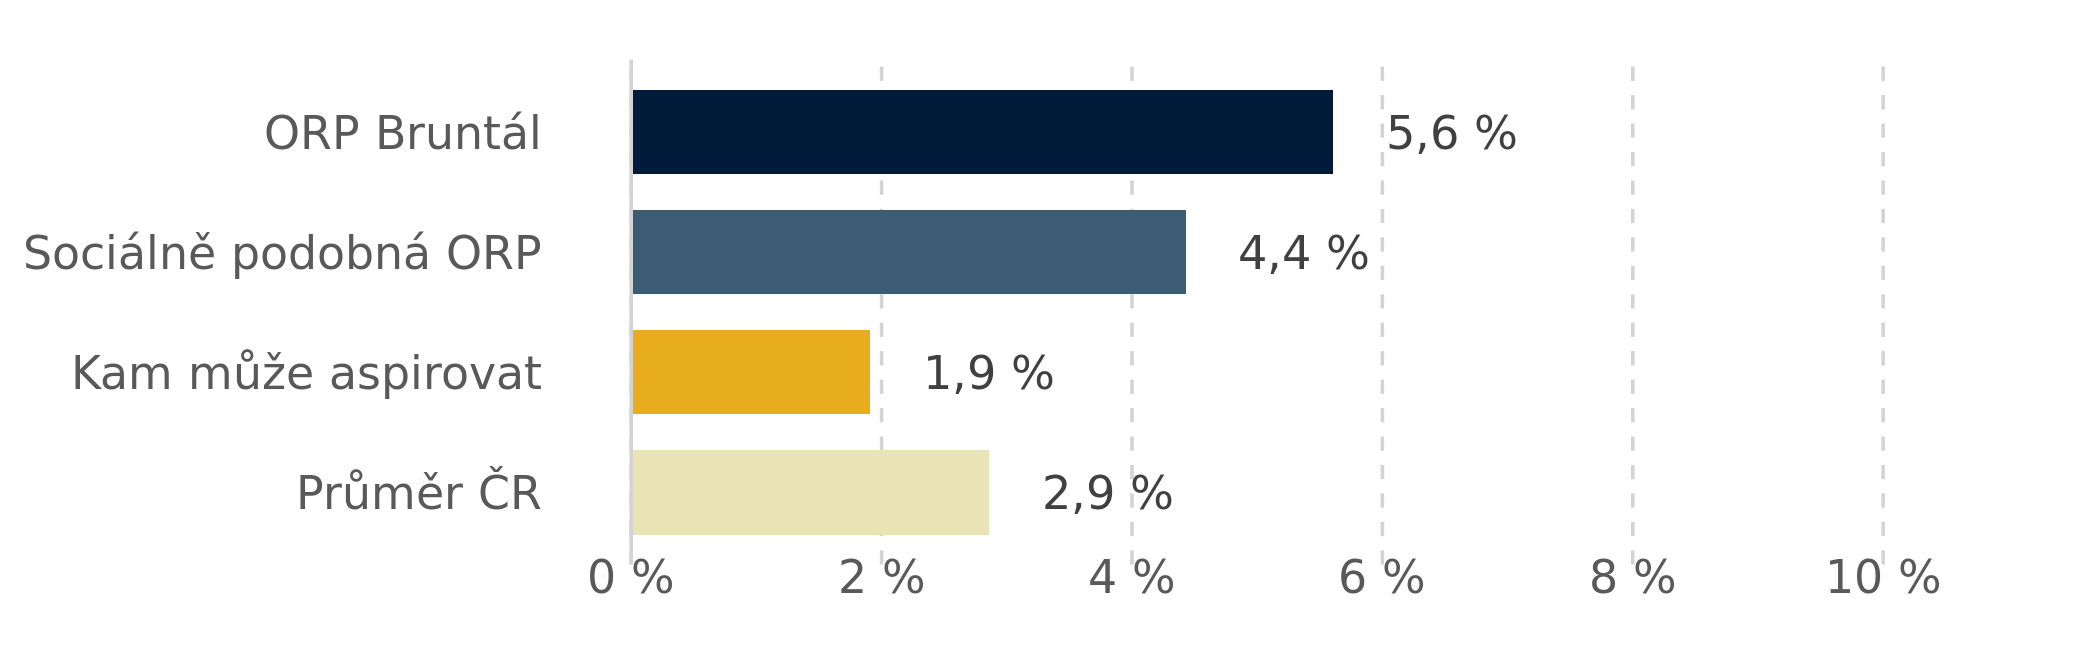 ORP Bruntál 5,6 %
Sociálně podobná ORP 4,4 %
Kam může aspirovat 1,9 %
Průměr ČR 2,9 %
0 % 2 % 4 % 6 % 8 % 10 %